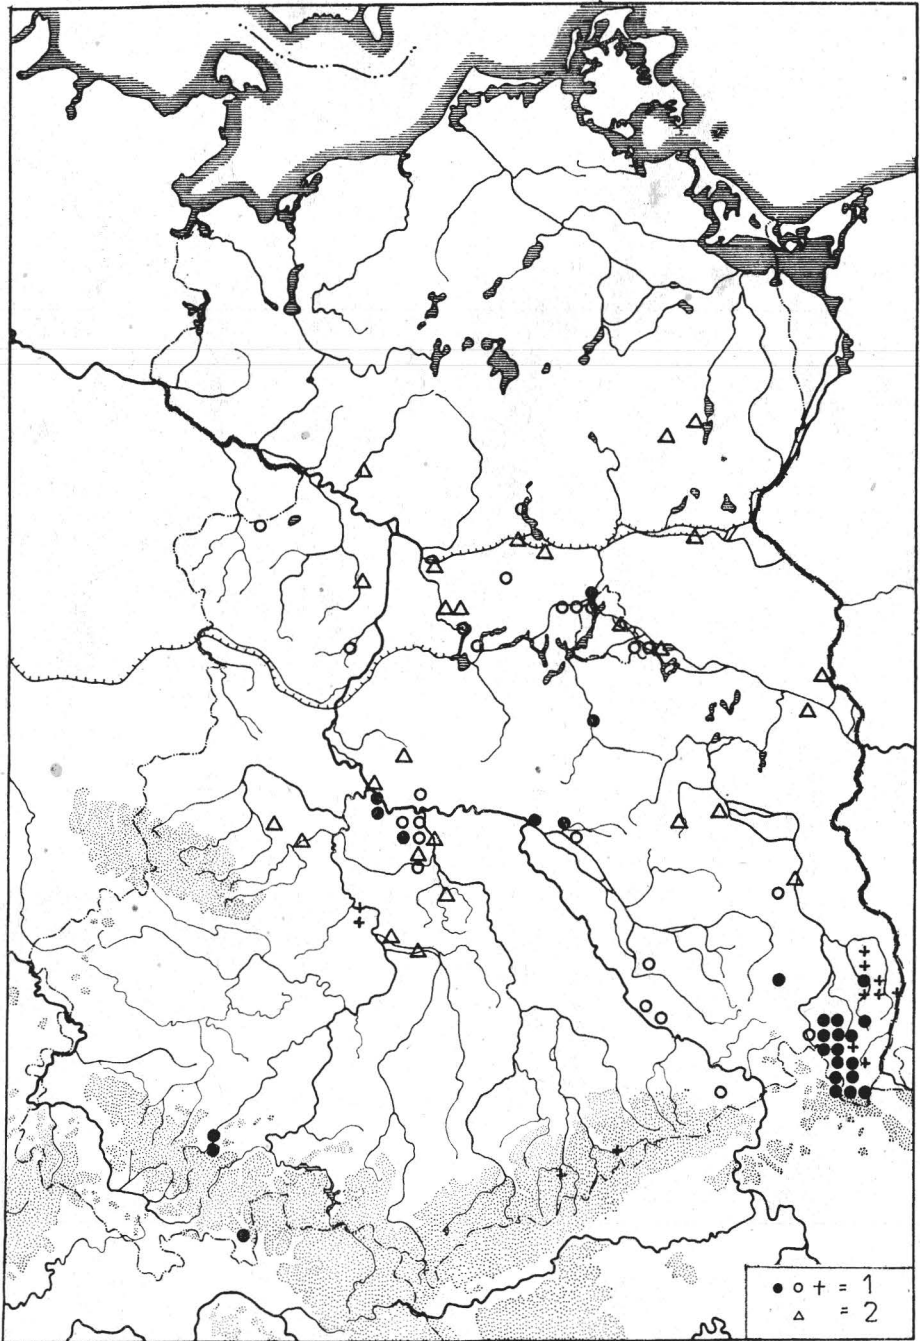 ● ○ + = 1
△ = 2